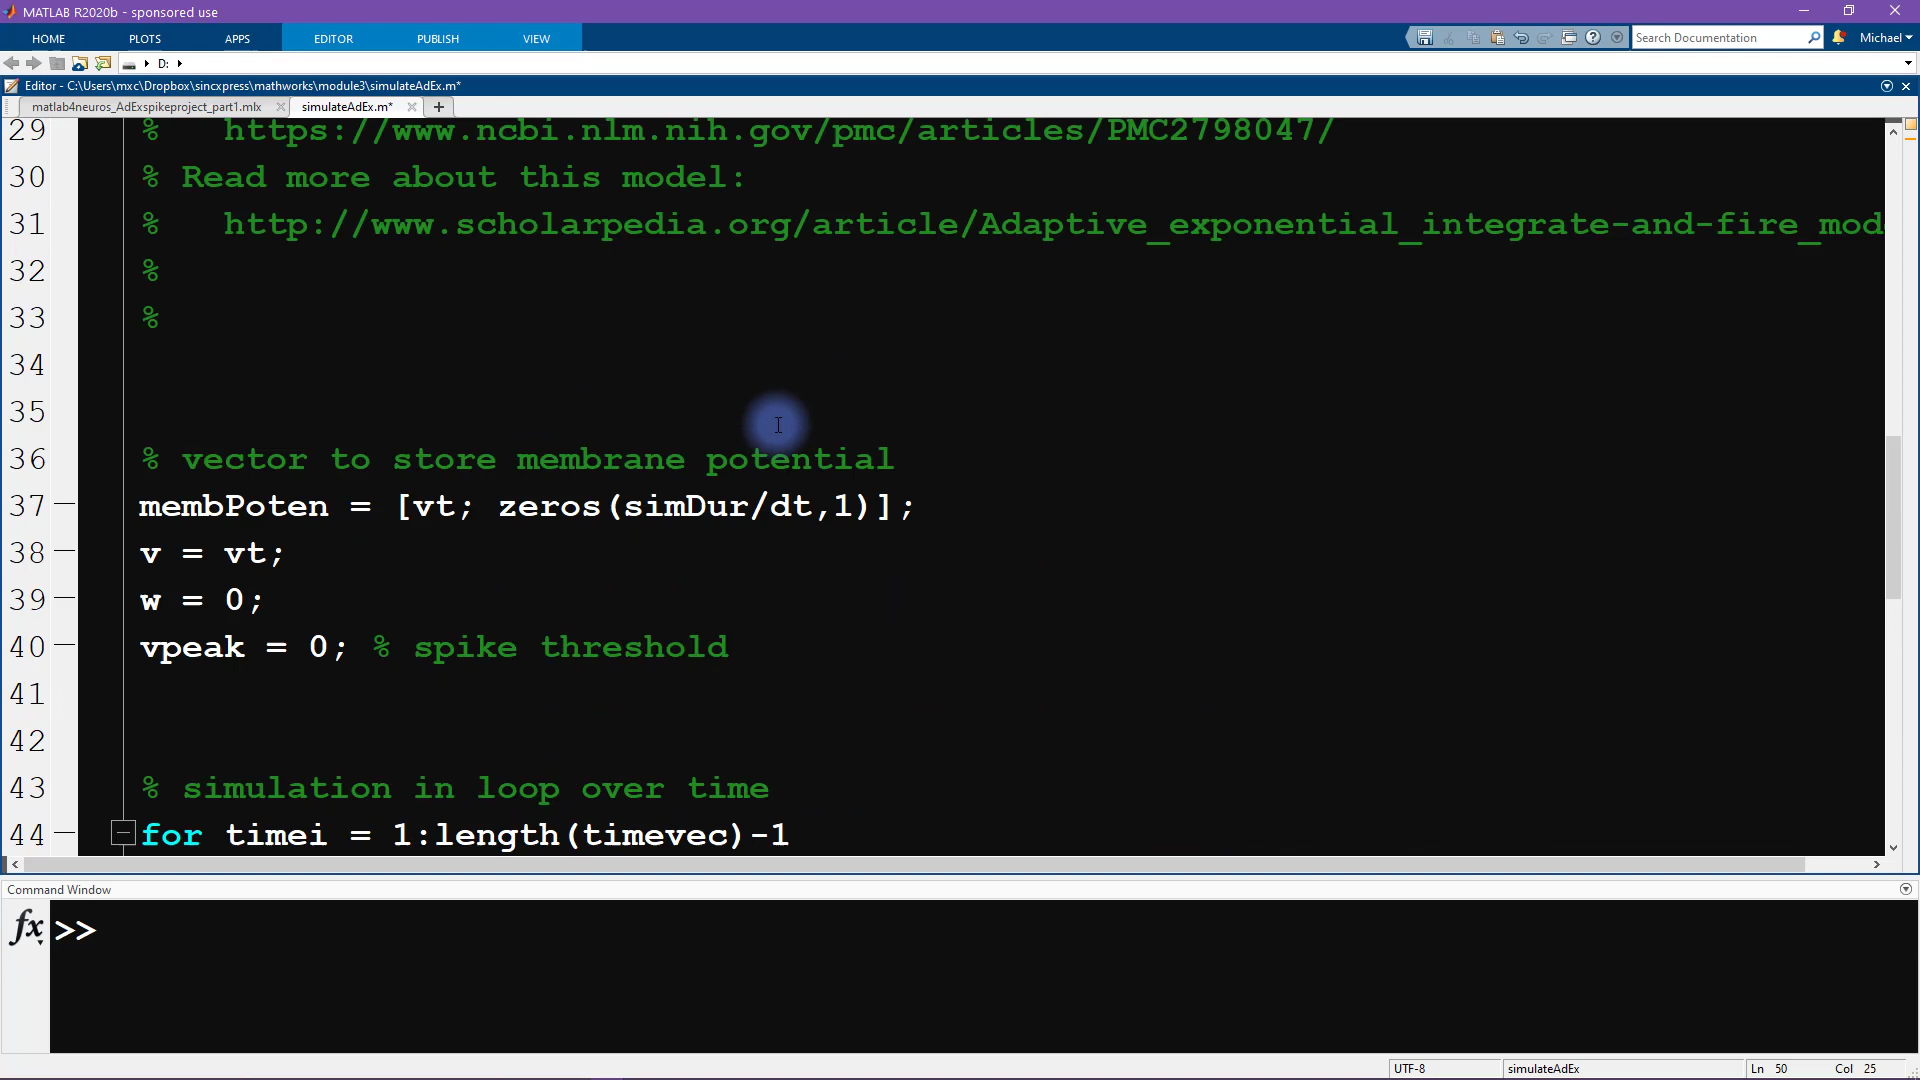 MATLAB R2020b - sponsored use
HOME PLOTS APPS EDITOR PUBLISH VIEW Search Documentation Michael
D:
Editor - C:\Users\mxc\Dropbox\sincxpress\mathworks\module3\simulateAdEx.m*
matlab4neuros_AdExspikeproject_part1.mlx simulateAdEx.m* +
29 % https://www.ncbi.nlm.nih.gov/pmc/articles/PMC2798047/
30 % Read more about this model:
31 % http://www.scholarpedia.org/article/Adaptive_exponential_integrate-and-fire_mod
32 %
33 %
34
35
36 % vector to store membrane potential
37 membPoten = [vt; zeros(simDur/dt,1)];
38 v = vt;
39 w = 0;
40 vpeak = 0; % spike threshold
41
42
43 % simulation in loop over time
44 for timei = 1:length(timevec)-1
Command Window
fx >>
UTF-8 simulateAdEx Ln 50 Col 25